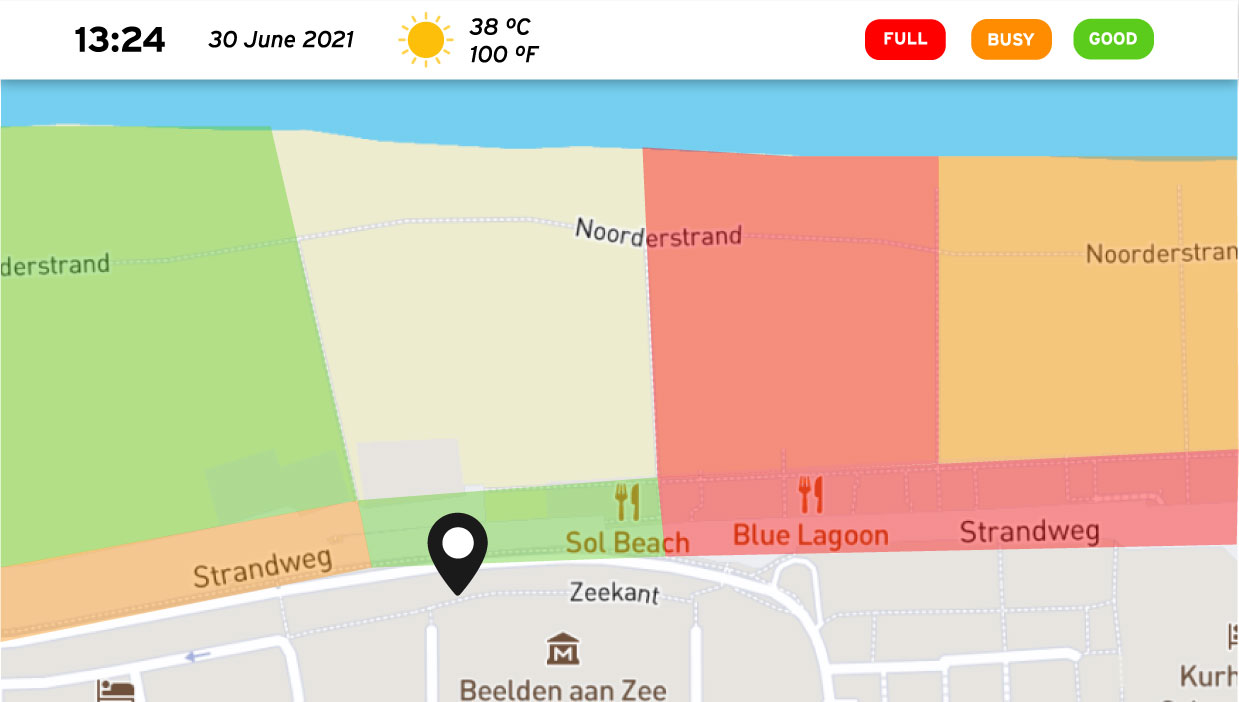 13:24
30 June 2021
38 ºC
100 ºF
FULL
BUSY
GOOD
Noorderstrand
derstrand
Noorderstran
Sol Beach
Blue Lagoon
Strandweg
Strandweg
Zeekant
M
Beelden aan Zee
Kurh